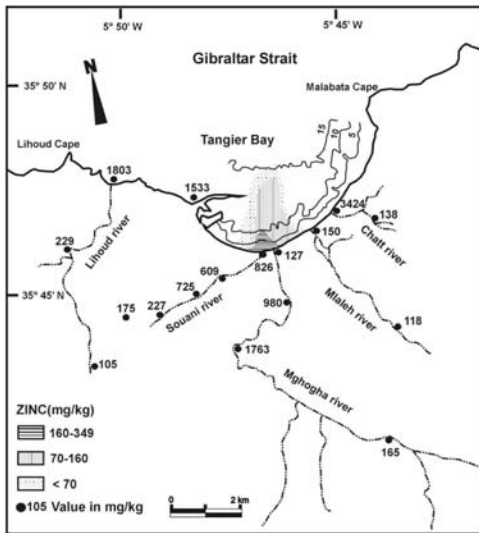 5° 50' W
5° 45' W
Gibraltar Strait
N
35° 50' N
Malabata Cape
Lihoud Cape
Tangier Bay
15
10
5
1803
1533
3424
138
150
Chatt river
229
Lihoud river
826
127
609
35° 45' N
725
Souani river
980
Mlaleh river
175
227
118
1763
105
Mghogha river
ZINC(mg/kg)
160-349
70-160
< 70
165
105 Value in mg/kg
0 2 km